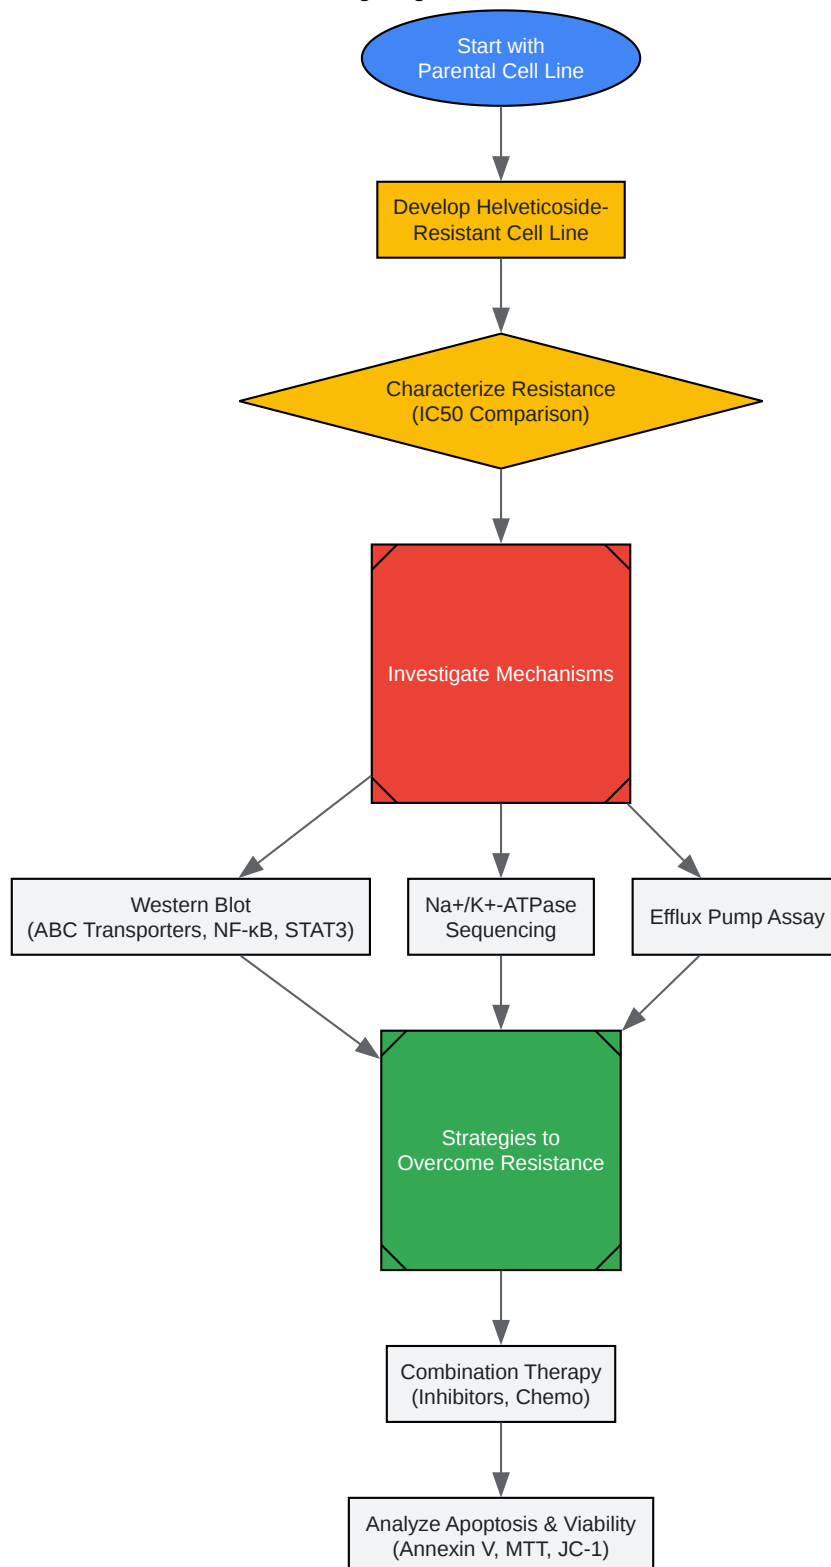 Start with
Parental Cell Line
Develop Helveticoside-
Resistant Cell Line
Characterize Resistance
(IC50 Comparison)
Investigate Mechanisms
Western Blot
(ABC Transporters, NF-κB, STAT3)
Na+/K+-ATPase
Sequencing
Efflux Pump Assay
Strategies to
Overcome Resistance
Combination Therapy
(Inhibitors, Chemo)
Analyze Apoptosis & Viability
(Annexin V, MTT, JC-1)